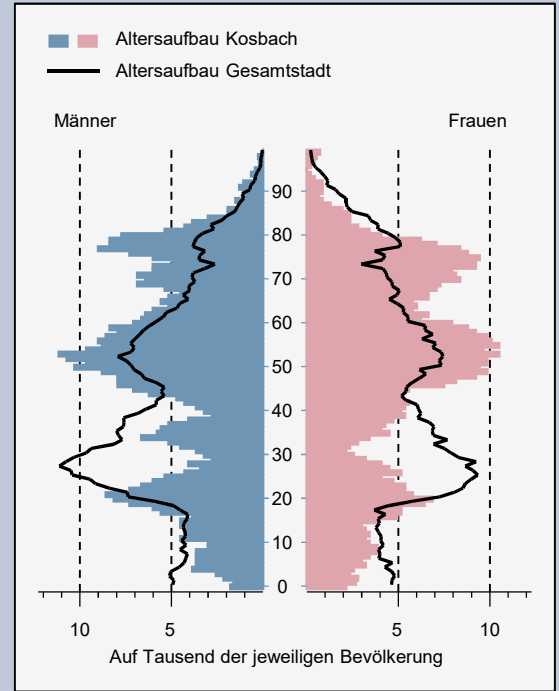 Altersaufbau Kosbach
Altersaufbau Gesamtstadt
Männer
Frauen
90
80
70
60
50
40
30
20
10
0
10 5 5 10
Auf Tausend der jeweiligen Bevölkerung